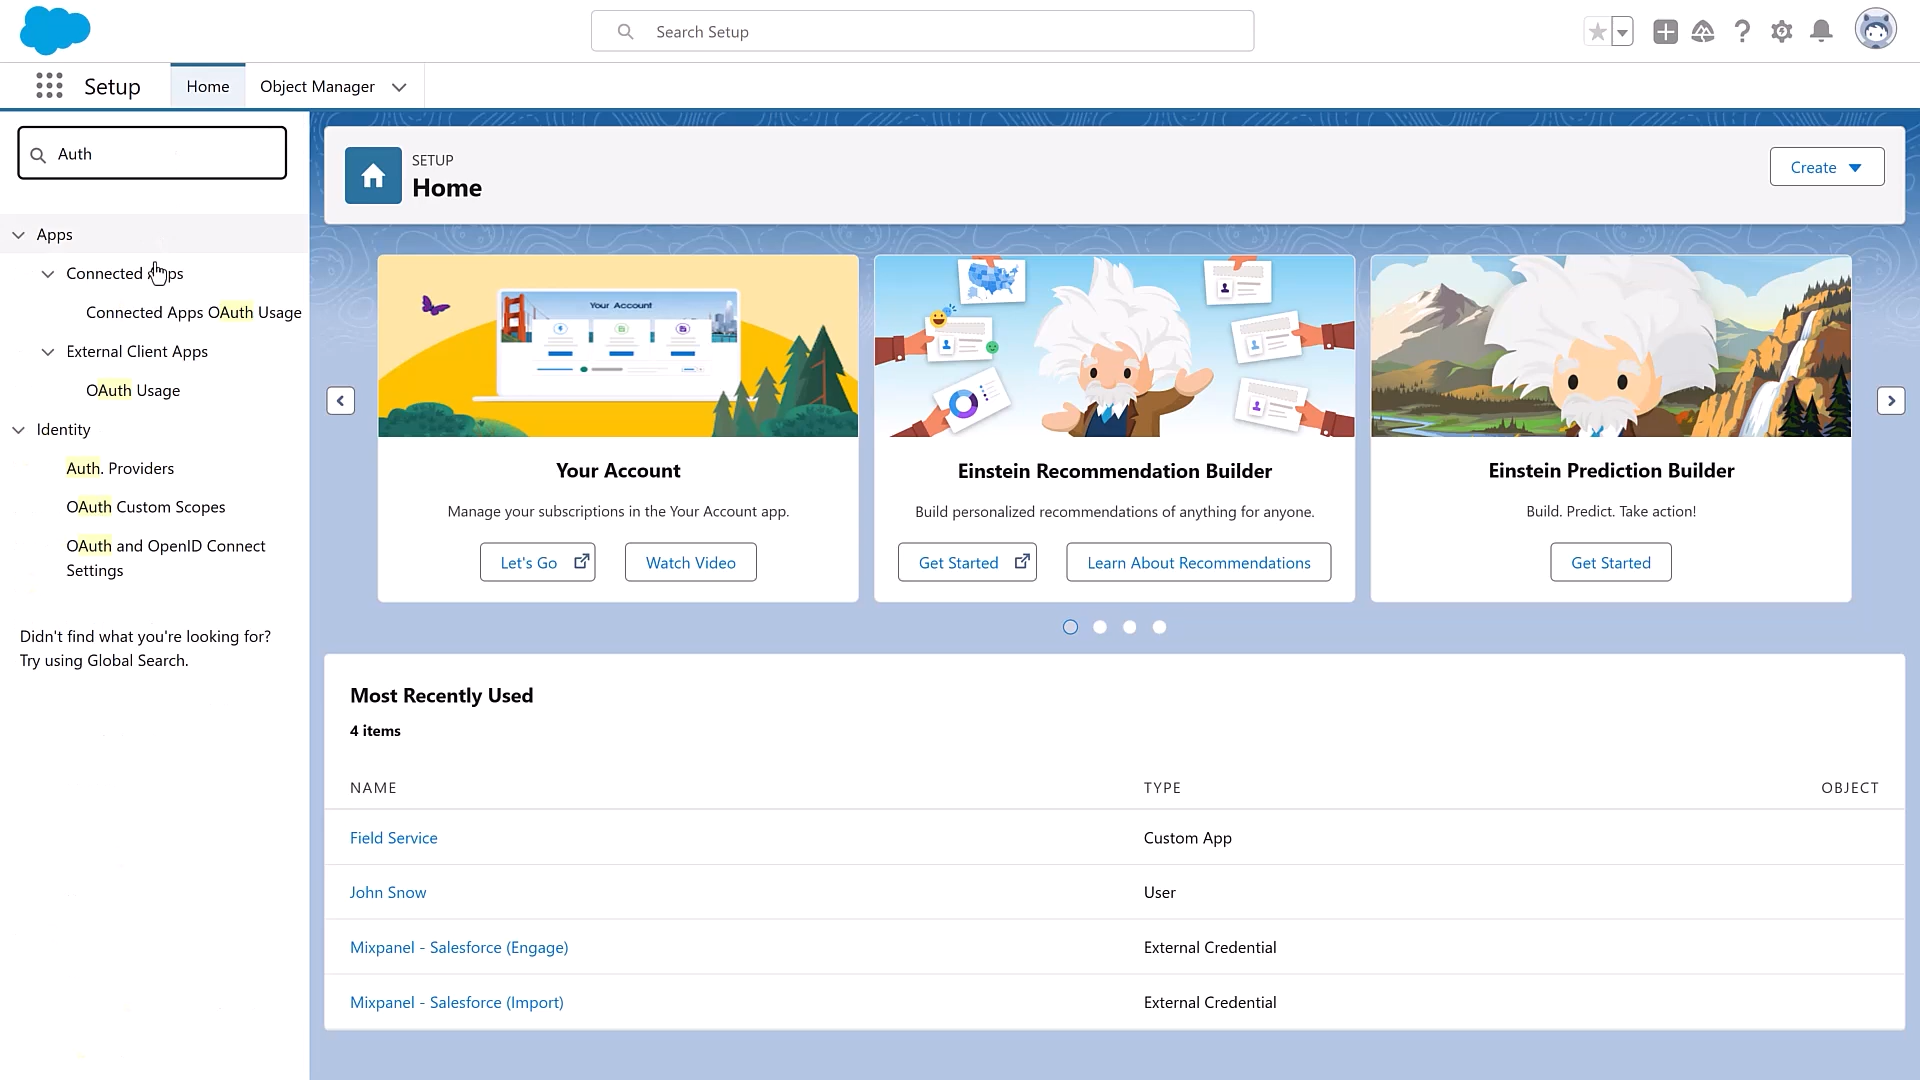 Search Setup
Setup
Home
Object Manager
Auth
Apps
Connected Apps
Connected Apps OAuth Usage
External Client Apps
OAuth Usage
Identity
Auth. Providers
OAuth Custom Scopes
OAuth and OpenID Connect
Settings
Didn't find what you're looking for?
Try using Global Search.
SETUP
Home
Create
Your Account
Your Account
Manage your subscriptions in the Your Account app.
Let's Go
Watch Video
Einstein Recommendation Builder
Build personalized recommendations of anything for anyone.
Get Started
Learn About Recommendations
Einstein Prediction Builder
Build. Predict. Take action!
Get Started
Most Recently Used
4 items
NAME TYPE OBJECT
Field Service Custom App
John Snow User
Mixpanel - Salesforce (Engage) External Credential
Mixpanel - Salesforce (Import) External Credential